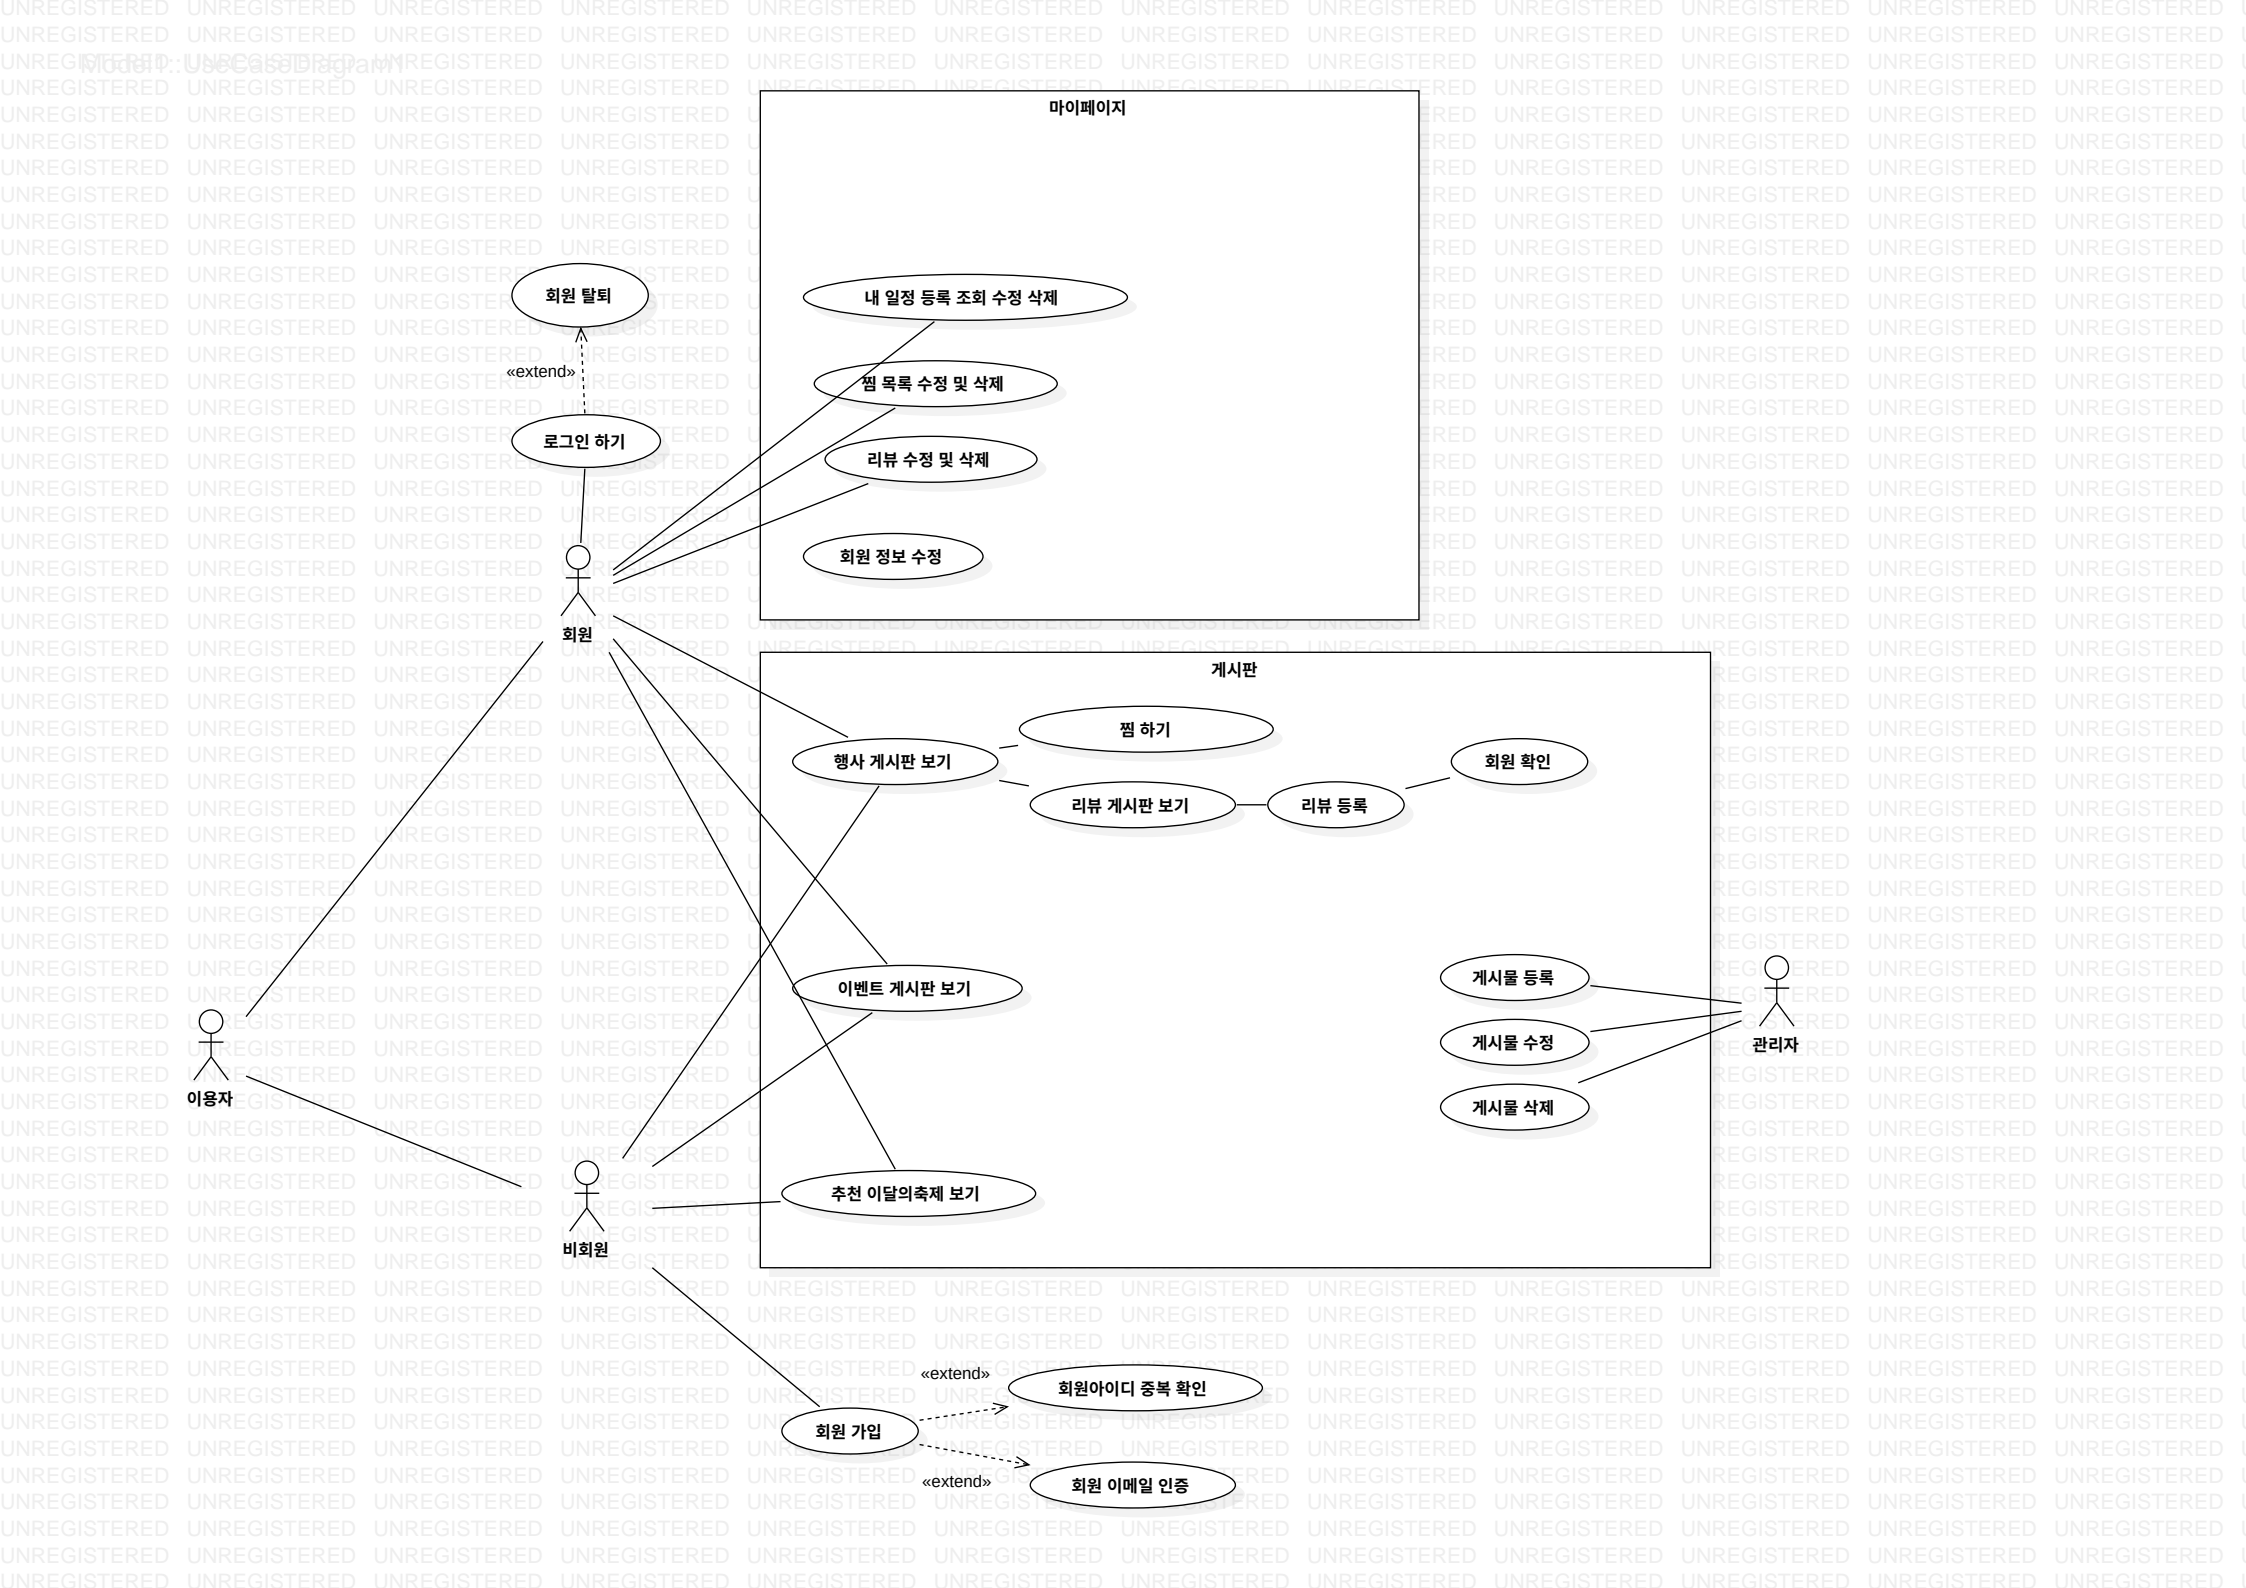 Model1::UseCaseDiagram1
마이페이지
회원 탈퇴
내 일정 등록 조회 수정 삭제
«extend»
찜 목록 수정 및 삭제
로그인 하기
리뷰 수정 및 삭제
회원 정보 수정
회원
게시판
찜 하기
행사 게시판 보기
회원 확인
리뷰 게시판 보기
리뷰 등록
게시물 등록
이벤트 게시판 보기
게시물 수정
관리자
이용자
게시물 삭제
추천 이달의축제 보기
비회원
«extend»
회원아이디 중복 확인
회원 가입
«extend»
회원 이메일 인증
UNREGISTERED